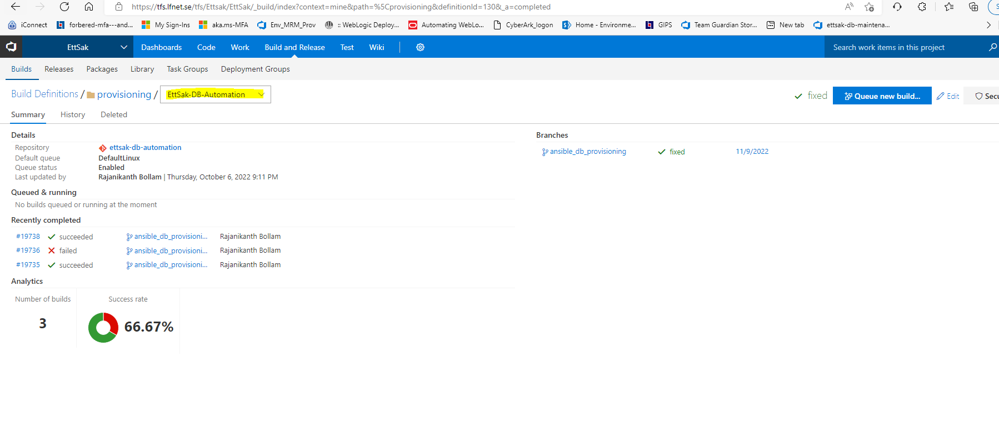 https://tfs.lfnet.se/tfs/Ettsak/EttSak/_build/index?context=mine&path=%5Cprovisioning&definitionId=130&_a=completed
iConnect forbered-mfa---and... My Sign-Ins aka.ms-MFA Env_MRM_Prov :: WebLogic Deploy... Automating WebLo... CyberArk_logon Home - Environme... GIPS Team Guardian Stor... New tab ettsak-db-maintena...
EttSak Dashboards Code Work Build and Release Test Wiki Search work items in this project
Builds Releases Packages Library Task Groups Deployment Groups
Build Definitions / provisioning / EttSak-DB-Automation fixed Queue new build... Edit Secu
Summary History Deleted
Details
Repository ettsak-db-automation
Default queue DefaultLinux
Queue status Enabled
Last updated by Rajanikanth Bollam | Thursday, October 6, 2022 9:11 PM
Queued & running
No builds queued or running at the moment
Recently completed
#19738 succeeded ansible_db_provisioni... Rajanikanth Bollam
#19736 failed ansible_db_provisioni... Rajanikanth Bollam
#19735 succeeded ansible_db_provisioni... Rajanikanth Bollam
Analytics
Number of builds Success rate
3 66.67%
Branches
ansible_db_provisioning fixed 11/9/2022